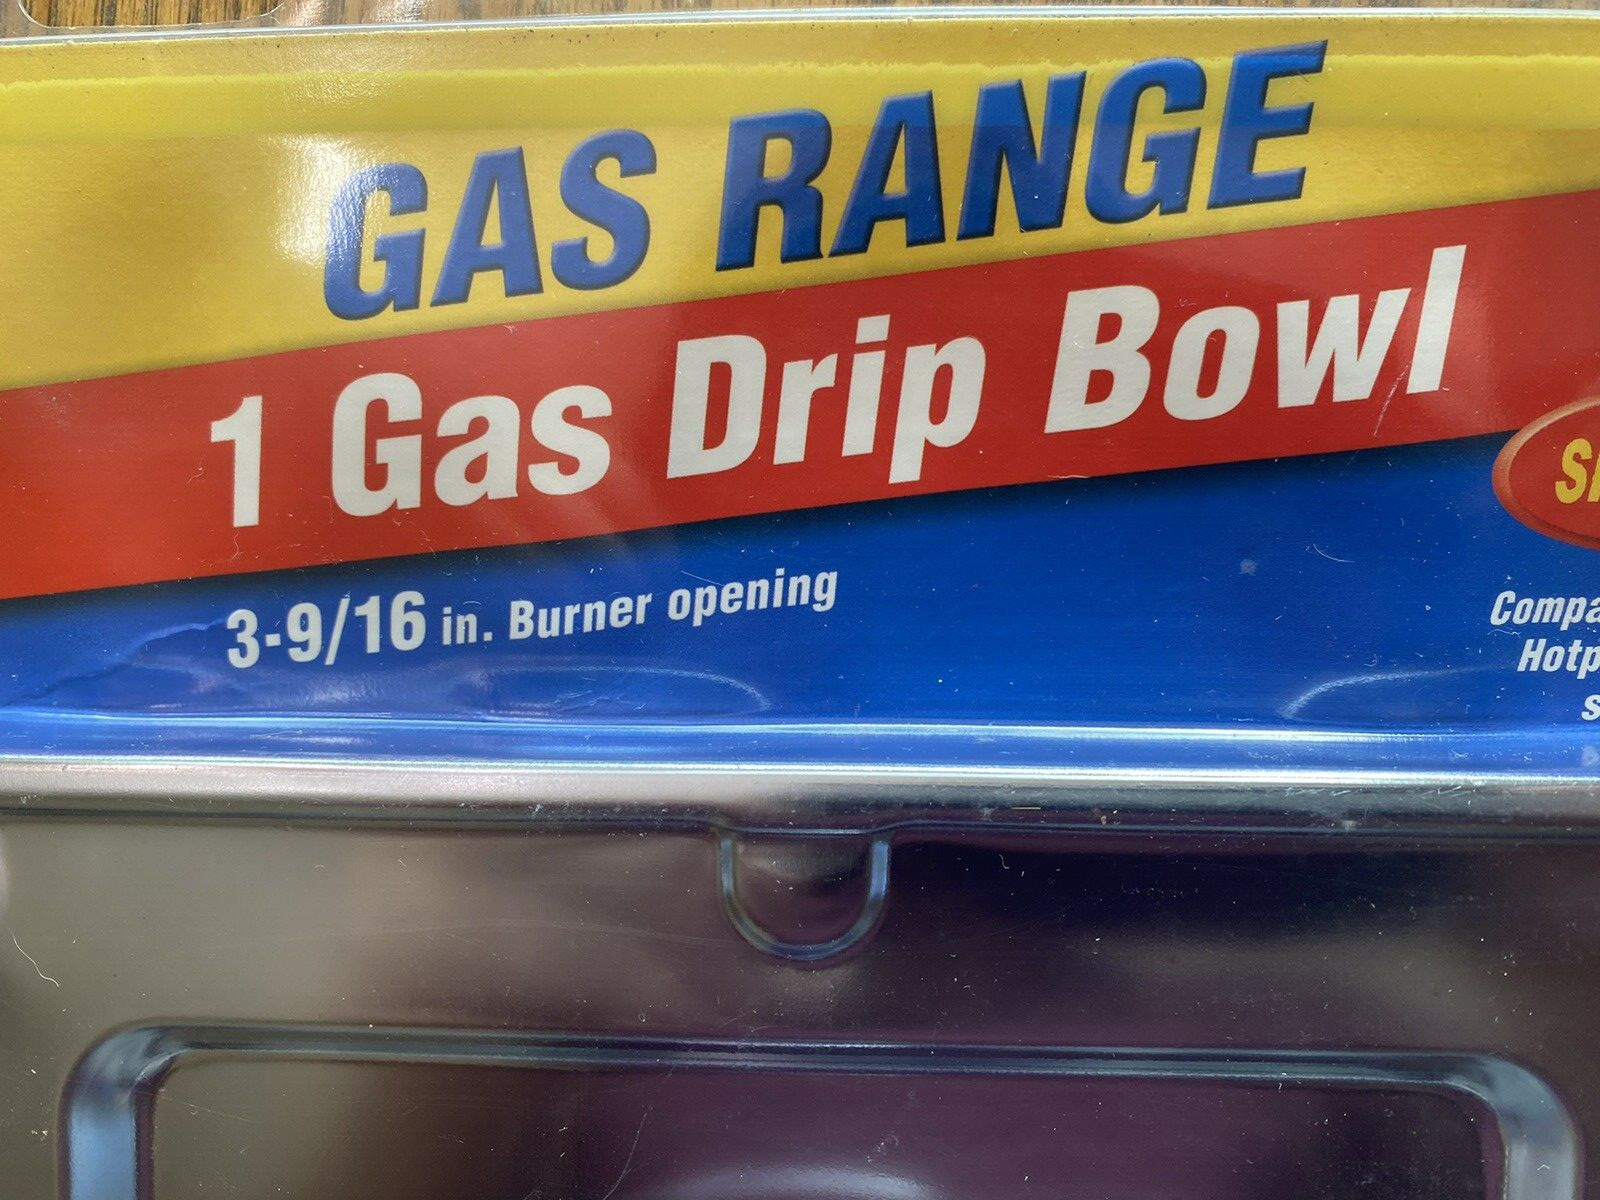 GAS RANGE
1 Gas Drip Bowl
3-9/16 in. Burner opening